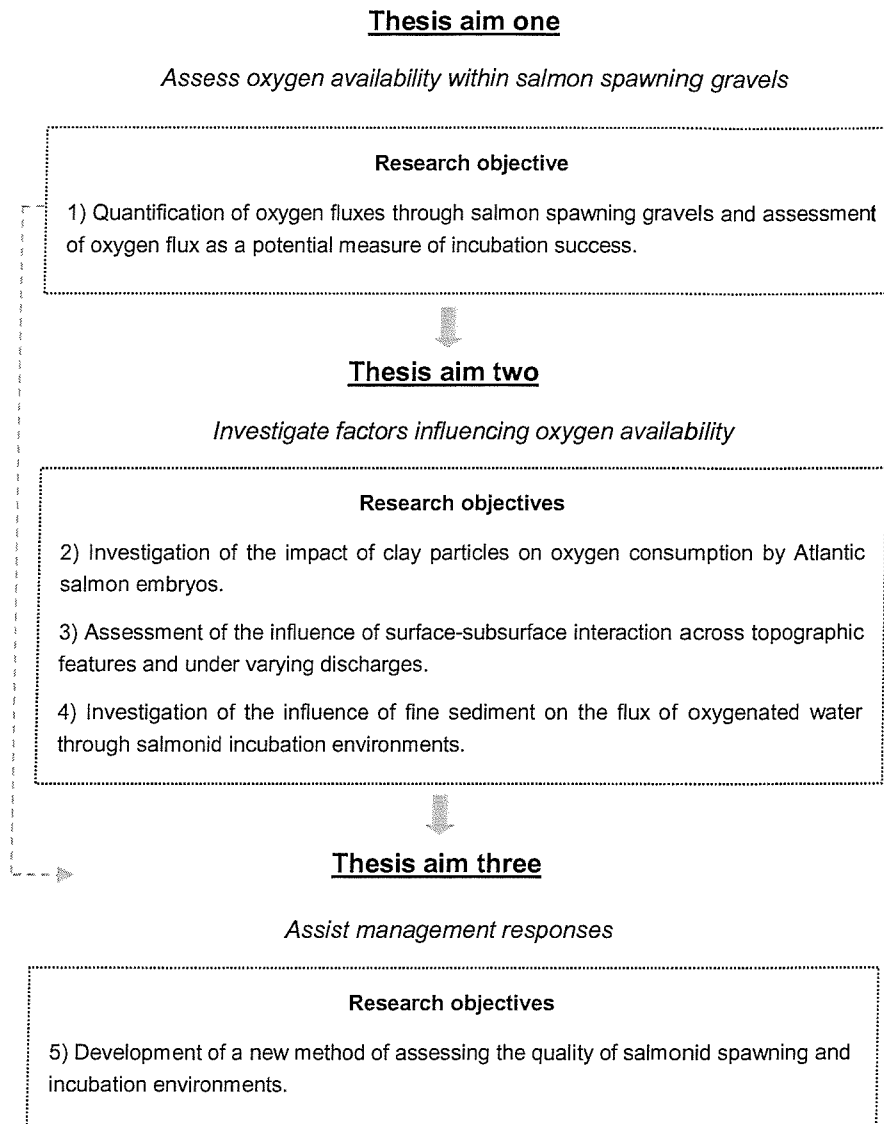 Thesis aim one
Assess oxygen availability within salmon spawning gravels
Research objective
1) Quantification of oxygen fluxes through salmon spawning gravels and assessment
of oxygen flux as a potential measure of incubation success.
Thesis aim two
Investigate factors influencing oxygen availability
Research objectives
2) Investigation of the impact of clay particles on oxygen consumption by Atlantic
salmon embryos.
3) Assessment of the influence of surface-subsurface interaction across topographic
features and under varying discharges.
4) Investigation of the influence of fine sediment on the flux of oxygenated water
through salmonid incubation environments.
Thesis aim three
Assist management responses
Research objectives
5) Development of a new method of assessing the quality of salmonid spawning and
incubation environments.